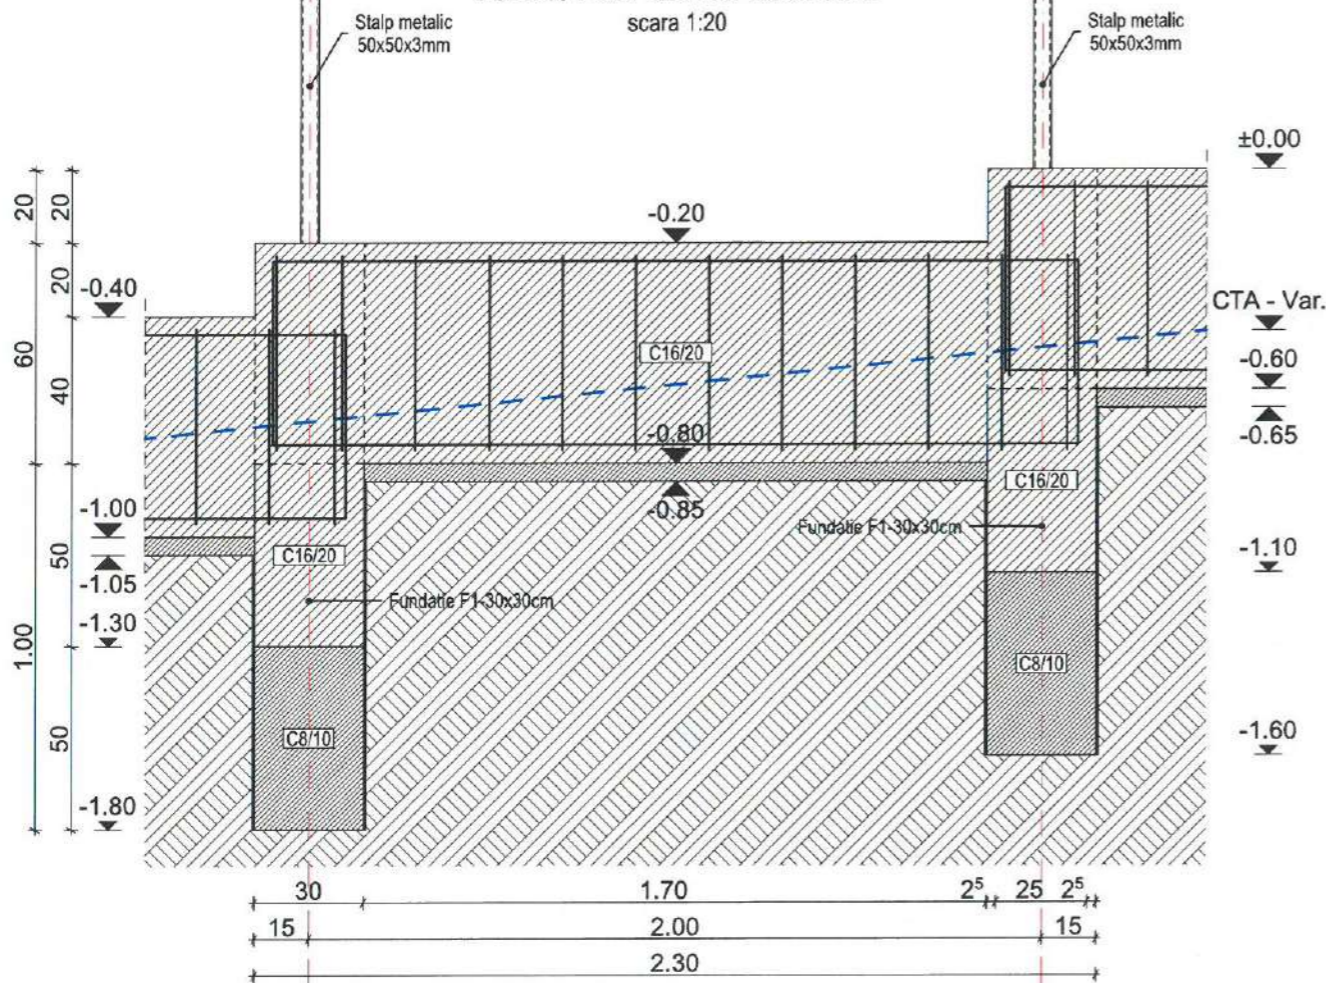 scara 1:20
Stalp metalic
50x50x3mm
Stalp metalic
50x50x3mm
±0.00
20
20
-0.20
20
-0.40
CTA - Var.
60
C16/20
-0.60
40
-0.80
-0.65
C16/20
-1.00
-0.85
Fundatie F1-30x30cm
50
C16/20
-1.10
-1.05
Fundatie F1-30x30cm
-1.30
1.00
C8/10
50
C8/10
-1.60
-1.80
30
1.70
2⁵
25
2⁵
15
2.00
15
2.30